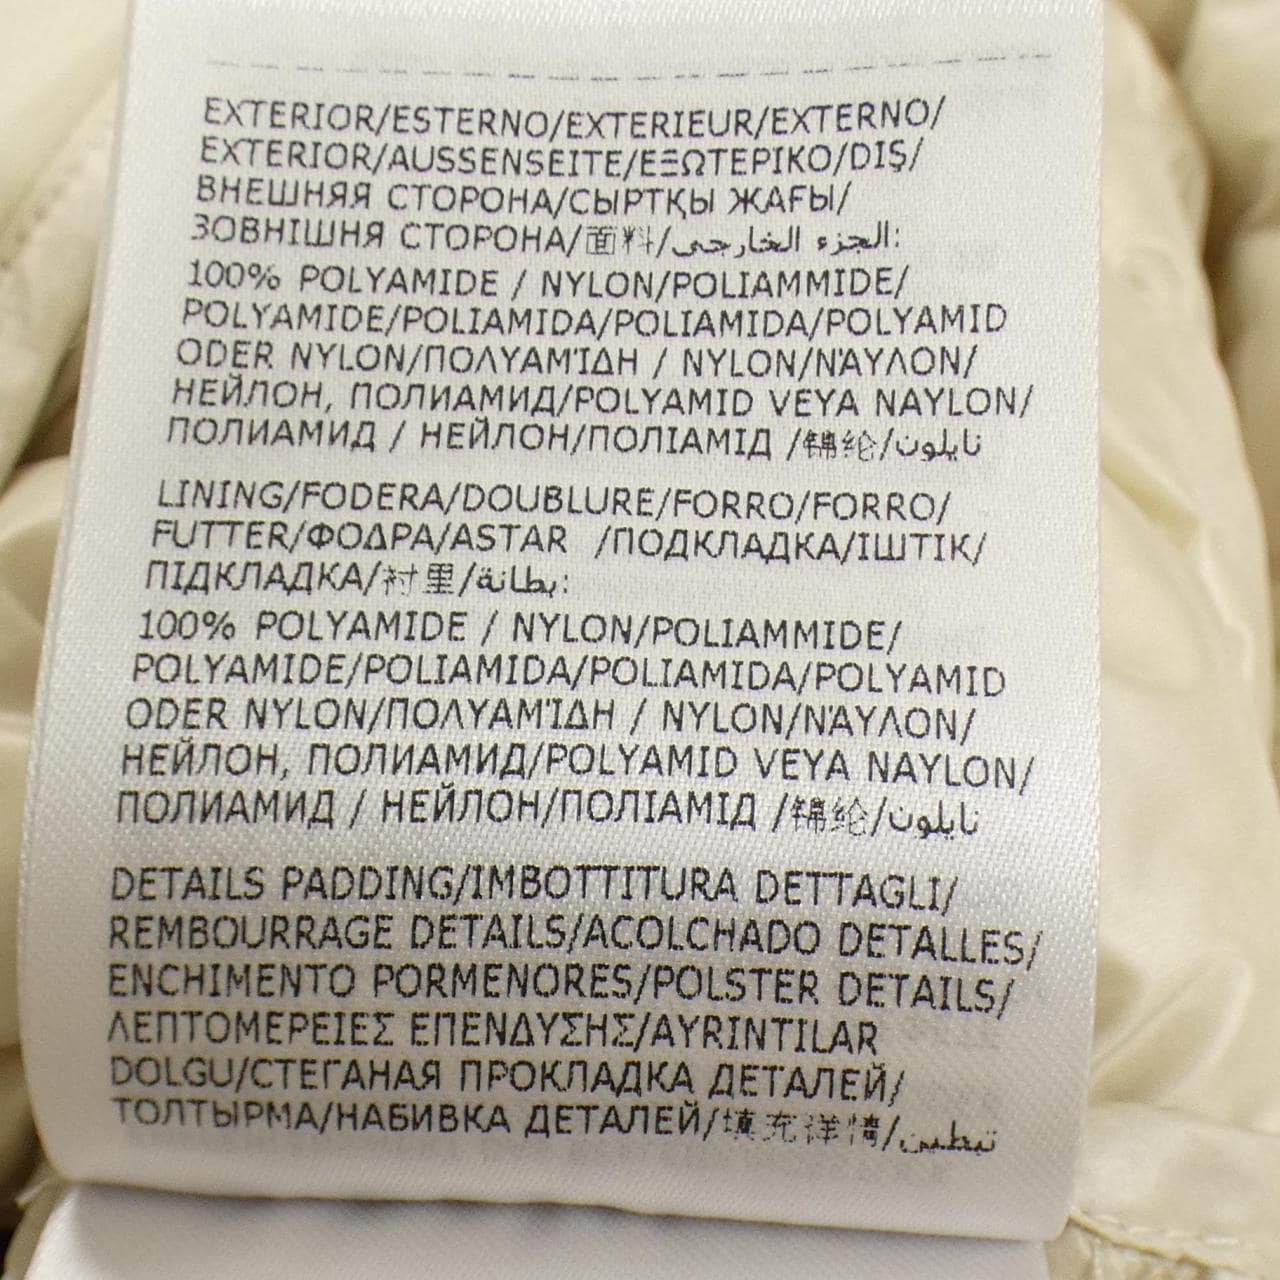 EXTERIOR/ESTERNO/EXTERIEUR/EXTERNO/
EXTERIOR/AUSSENSEITE/ΕΞΩΤΕΡΙΚΟ/DIŞ/
ВНЕШНЯЯ СТОРОНА/СЫРТҚЫ ЖАҒЫ/
ЗОВНІШНЯ СТОРОНА/面料/الجزء الخارجي:
100% POLYAMIDE / NYLON/POLIAMMIDE/
POLYAMIDE/POLIAMIDA/POLIAMIDA/POLYAMID
ODER NYLON/ΠΟΛΥΑΜΊΔΗ / NYLON/ΝΆΥΛΟΝ/
НЕЙЛОН, ПОЛИАМИД/POLYAMID VEYA NAYLON/
ПОЛИАМИД / НЕЙЛОН/ПОЛІАМІД /锦纶/نايلون
LINING/FODERA/DOUBLURE/FORRO/FORRO/
FUTTER/ΦΟΔΡΑ/ASTAR /ПОДКЛАДКА/ІШТІК/
ПІДКЛАДКА/衬里/بطانة:
100% POLYAMIDE / NYLON/POLIAMMIDE/
POLYAMIDE/POLIAMIDA/POLIAMIDA/POLYAMID
ODER NYLON/ΠΟΛΥΑΜΊΔΗ / NYLON/ΝΆΥΛΟΝ/
НЕЙЛОН, ПОЛИАМИД/POLYAMID VEYA NAYLON/
ПОЛИАМИД / НЕЙЛОН/ПОЛІАМІД /锦纶/نايلون
DETAILS PADDING/IMBOTTITURA DETTAGLI/
REMBOURRAGE DETAILS/ACOLCHADO DETALLES/
ENCHIMENTO PORMENORES/POLSTER DETAILS/
ΛΕΠΤΟΜΕΡΕΙΕΣ ΕΠΕΝΔΥΣΗΣ/AYRINTILAR
DOLGU/СТЕГАНАЯ ПРОКЛАДКА ДЕТАЛЕЙ/
ТОЛТЫРМА/НАБИВКА ДЕТАЛЕЙ/填充详情/تبطين